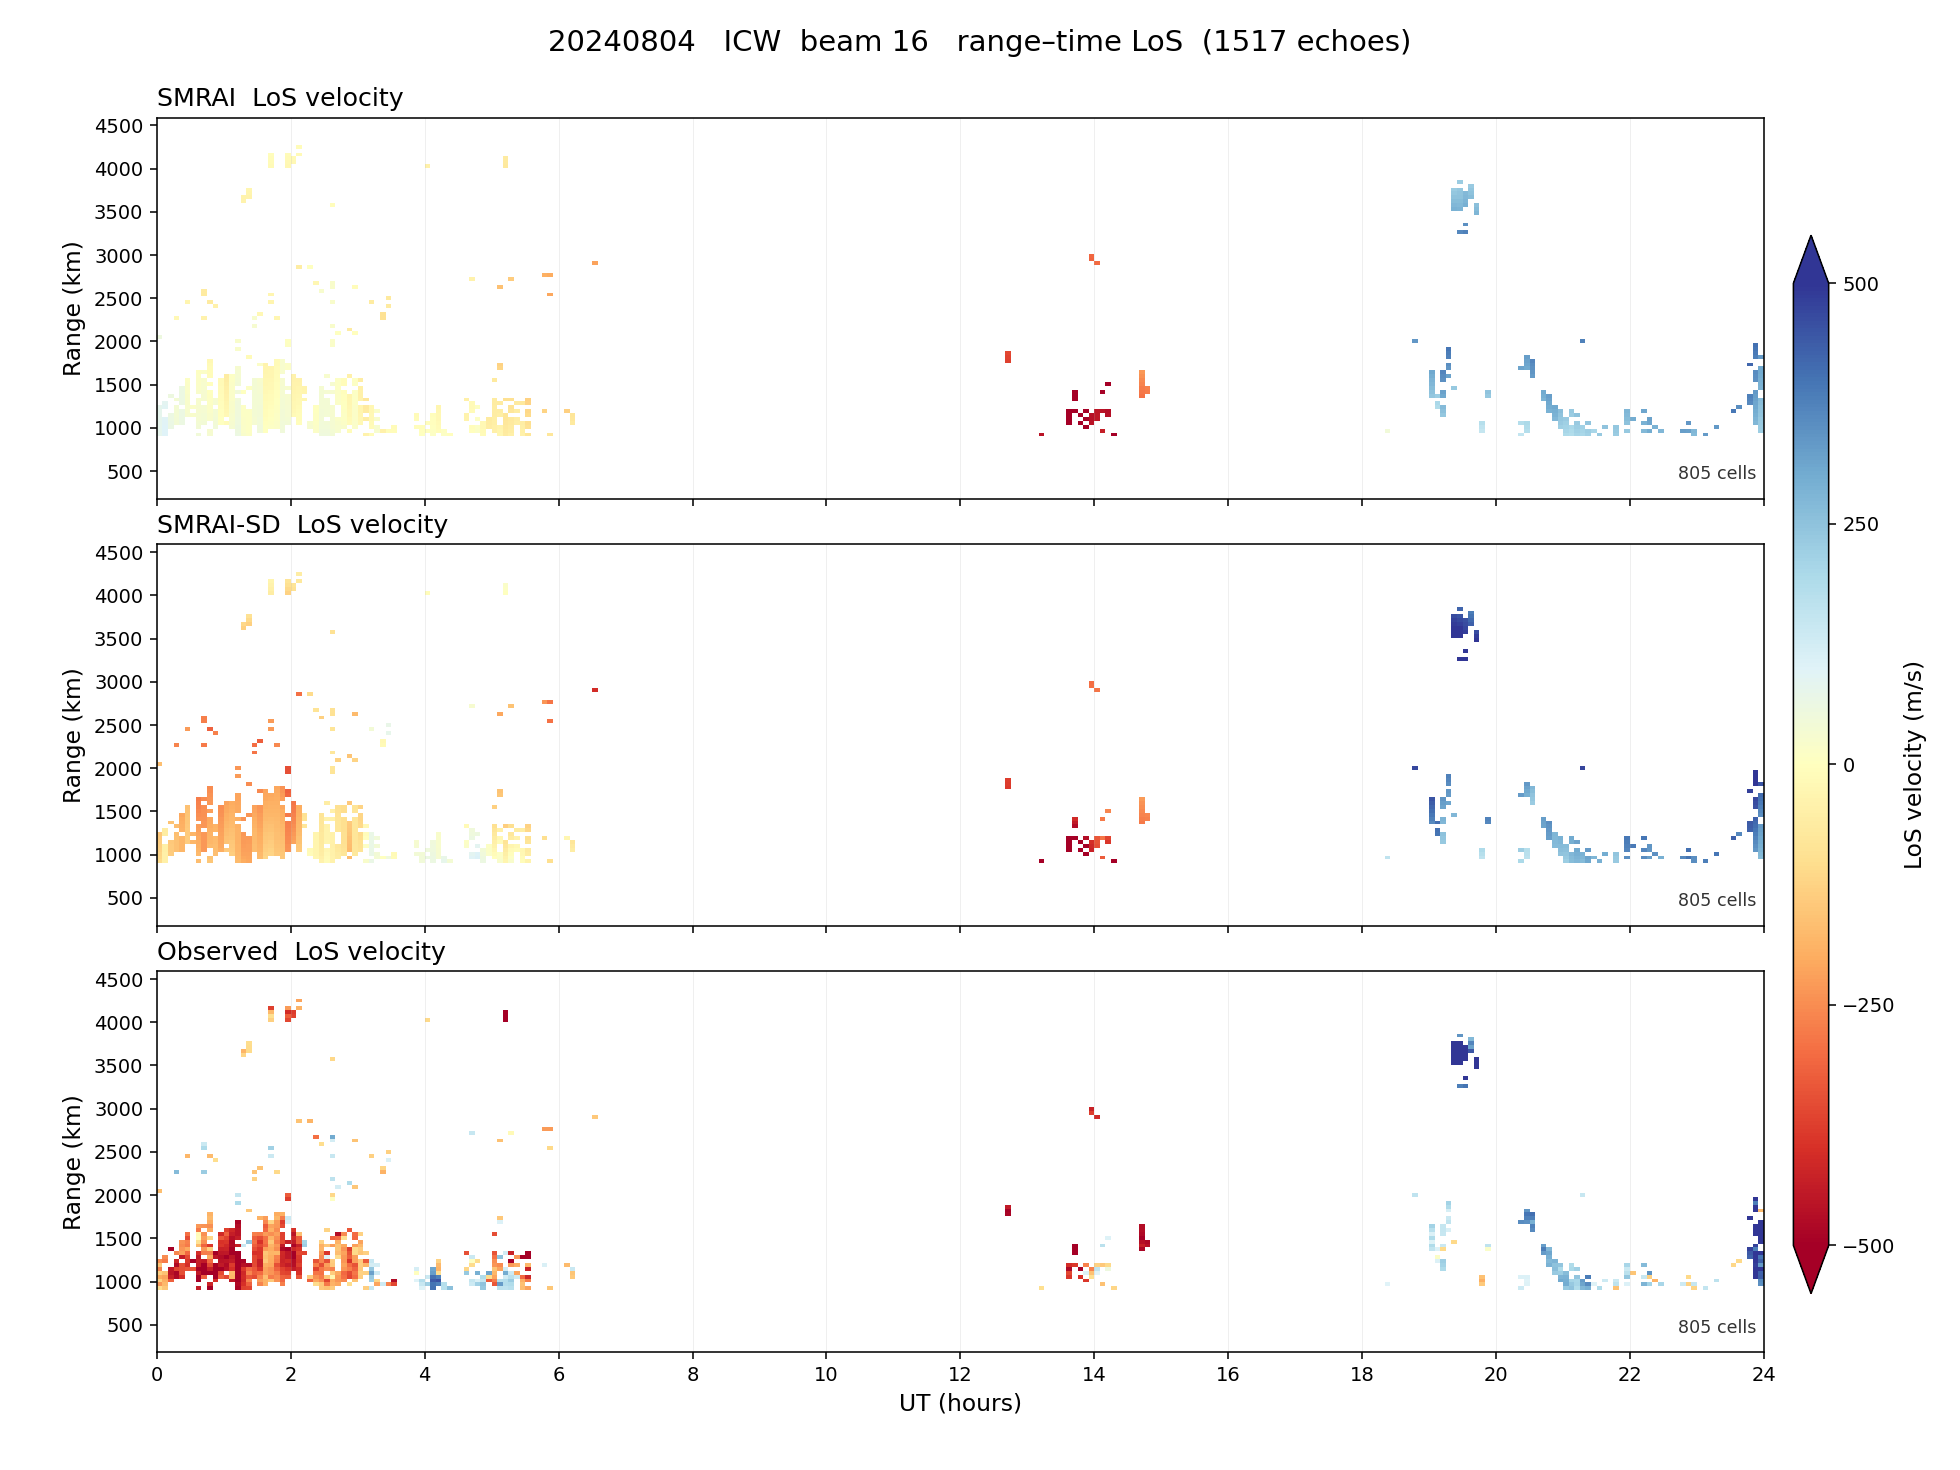 20240804 ICW beam 16 range–time LoS (1517 echoes)
SMRAI LoS velocity
4500
4000
3500
3000
2500
2000
1500
1000
500
Range (km)
805 cells
SMRAI-SD LoS velocity
4500
4000
3500
3000
2500
2000
1500
1000
500
Range (km)
805 cells
Observed LoS velocity
4500
4000
3500
3000
2500
2000
1500
1000
500
Range (km)
805 cells
0 2 4 6 8 10 12 14 16 18 20 22 24
UT (hours)
500
250
0
−250
−500
LoS velocity (m/s)